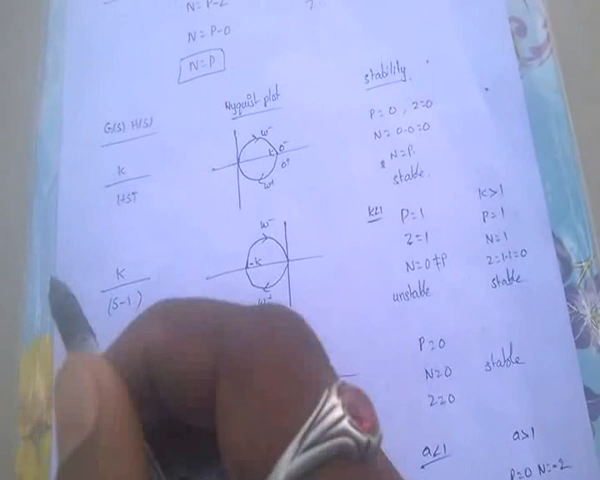 N=P-Z
N=P-0
N=P
G(s) H(s)
Nyquist plot
stability
K
1+ST
ω-
K
0-
0+
ω+
P=0, Z=0
N=0-0=0
N=P.
stable.
K
(S-1)
ω-
-K
ω+
K<1
P=1
Z=1
N=0≠P
unstable
K>1
P=1
N=1
Z=1-1=0
stable
P=0
N=0
Z=0
stable
a<1
a>1
P=0 N=-2